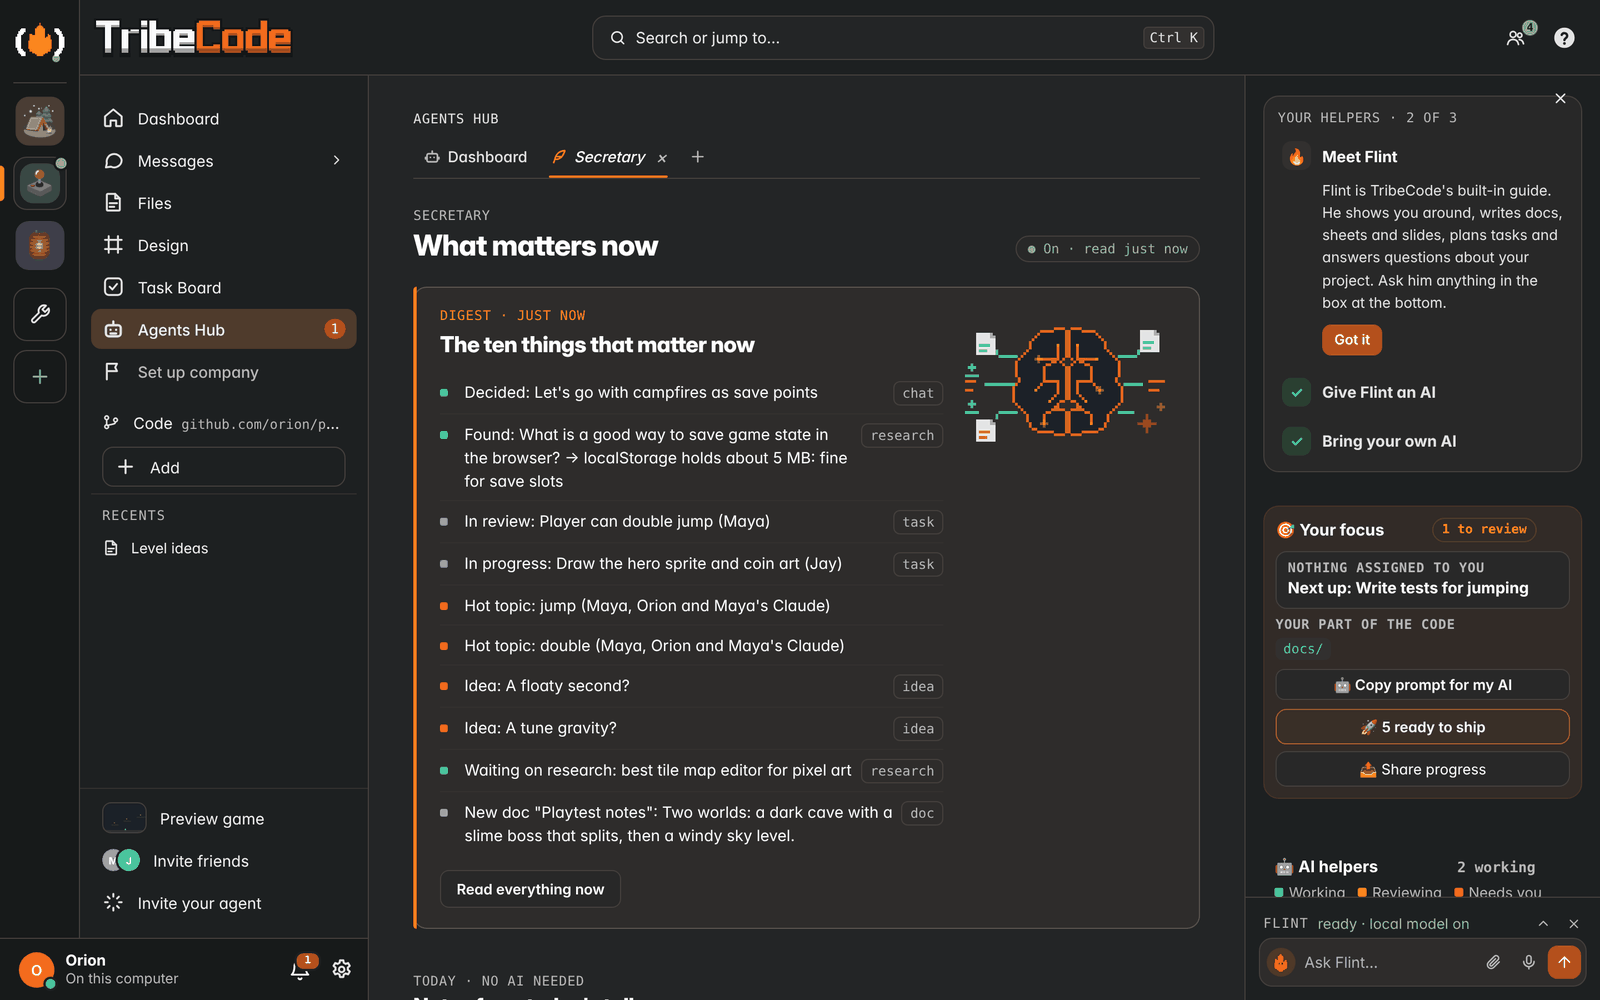 TribeCode
Search or jump to...
Ctrl K
4
Dashboard
Messages
Files
Design
Task Board
Agents Hub
1
Set up company
Code github.com/orion/p...
Add
RECENTS
Level ideas
Preview game
M J
Invite friends
Invite your agent
O
Orion
On this computer
1
AGENTS HUB
Dashboard
Secretary
SECRETARY
What matters now
On · read just now
DIGEST · JUST NOW
The ten things that matter now
Decided: Let's go with campfires as save points
chat
Found: What is a good way to save game state in
the browser? → localStorage holds about 5 MB: fine
for save slots
research
In review: Player can double jump (Maya)
task
In progress: Draw the hero sprite and coin art (Jay)
task
Hot topic: jump (Maya, Orion and Maya's Claude)
Hot topic: double (Maya, Orion and Maya's Claude)
Idea: A floaty second?
idea
Idea: A tune gravity?
idea
Waiting on research: best tile map editor for pixel art
research
New doc "Playtest notes": Two worlds: a dark cave with a
slime boss that splits, then a windy sky level.
doc
Read everything now
TODAY · NO AI NEEDED
YOUR HELPERS · 2 OF 3
Meet Flint
Flint is TribeCode's built-in guide.
He shows you around, writes docs,
sheets and slides, plans tasks and
answers questions about your
project. Ask him anything in the
box at the bottom.
Got it
Give Flint an AI
Bring your own AI
Your focus
1 to review
NOTHING ASSIGNED TO YOU
Next up: Write tests for jumping
YOUR PART OF THE CODE
docs/
Copy prompt for my AI
5 ready to ship
Share progress
AI helpers
2 working
Working Reviewing Needs you
FLINT ready · local model on
Ask Flint...